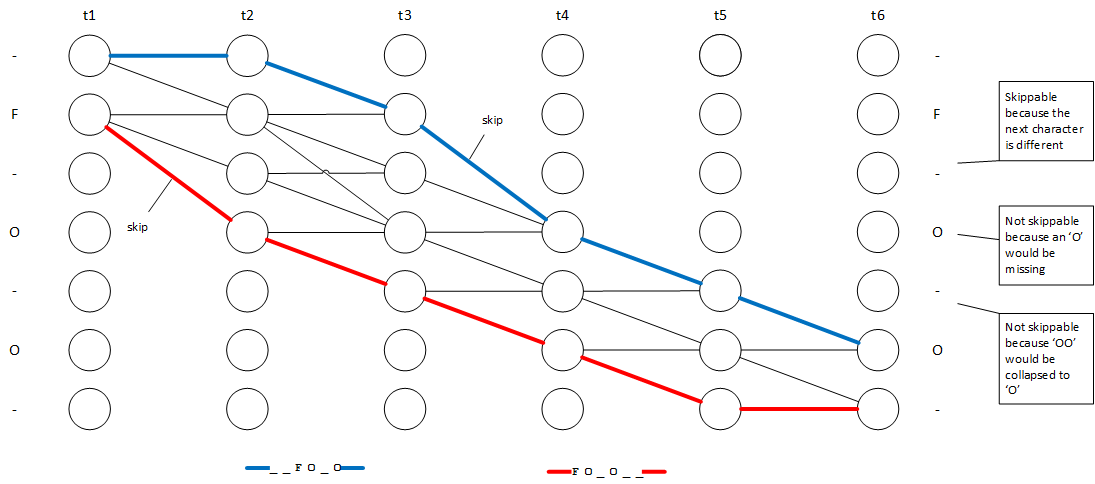 t1 t2 t3 t4 t5 t6
- -
F F
- -
O O
- -
O O
- -
skip
skip
Skippable
because the
next character
is different
Not skippable
because an ‘O’
would be
missing
Not skippable
because ‘OO’
would be
collapsed to
‘O’
_ _ F O _ O
F O _ O _ _